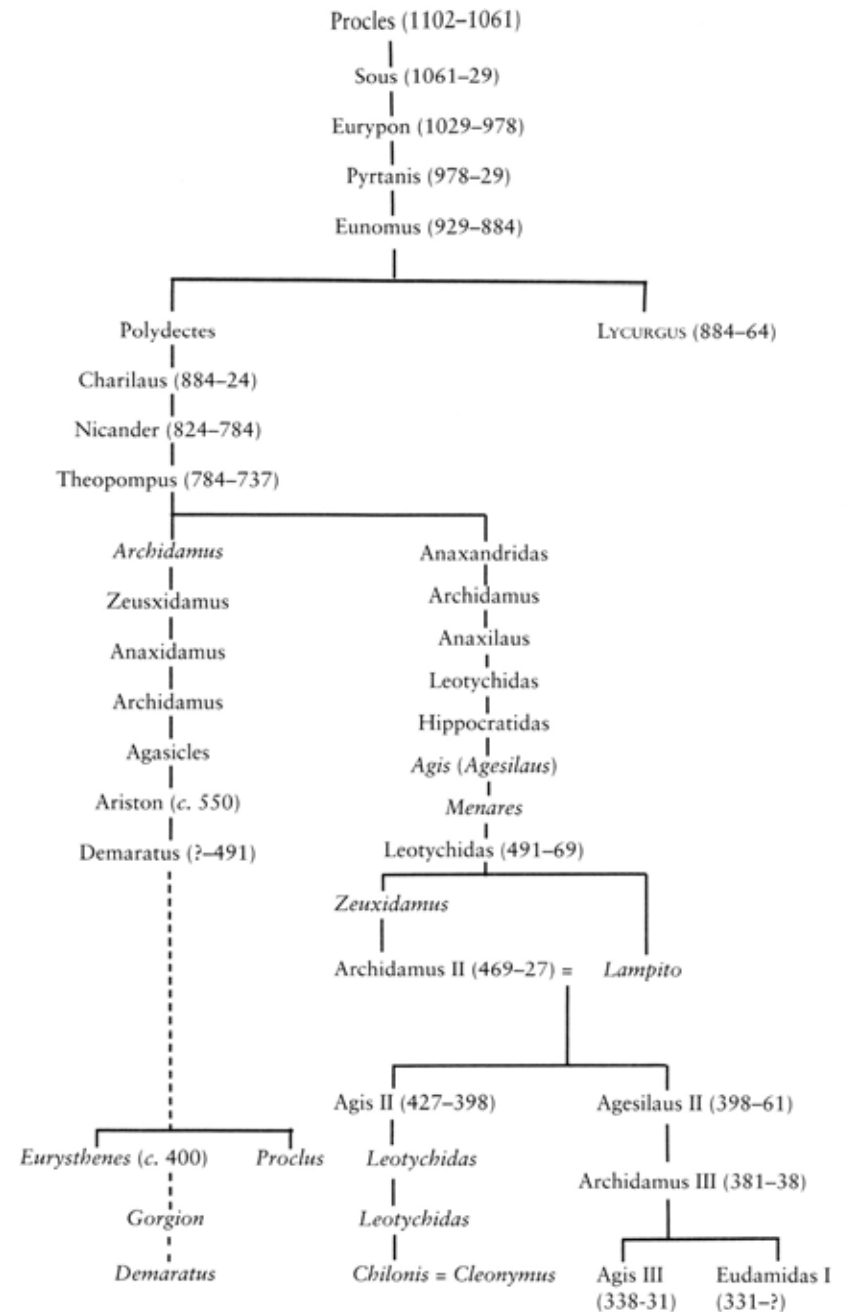 Procles (1102–1061)
Sous (1061–29)
Eurypon (1029–978)
Pyrtanis (978–29)
Eunomus (929–884)
Polydectes
LYCURGUS (884–64)
Charilaus (884–24)
Nicander (824–784)
Theopompus (784–737)
Archidamus
Anaxandridas
Zeusxidamus
Archidamus
Anaxilaus
Anaxidamus
Leotychidas
Archidamus
Hippocratidas
Agasicles
Agis (Agesilaus)
Ariston (c. 550)
Menares
Demaratus (?–491)
Leotychidas (491–69)
Zeuxidamus
Archidamus II (469–27) = Lampito
Agis II (427–398)
Agesilaus II (398–61)
Eurysthenes (c. 400)
Proclus
Leotychidas
Archidamus III (381–38)
Gorgion
Leotychidas
Demaratus
Chilonis = Cleonymus
Agis III
(338-31)
Eudamidas I
(331–?)